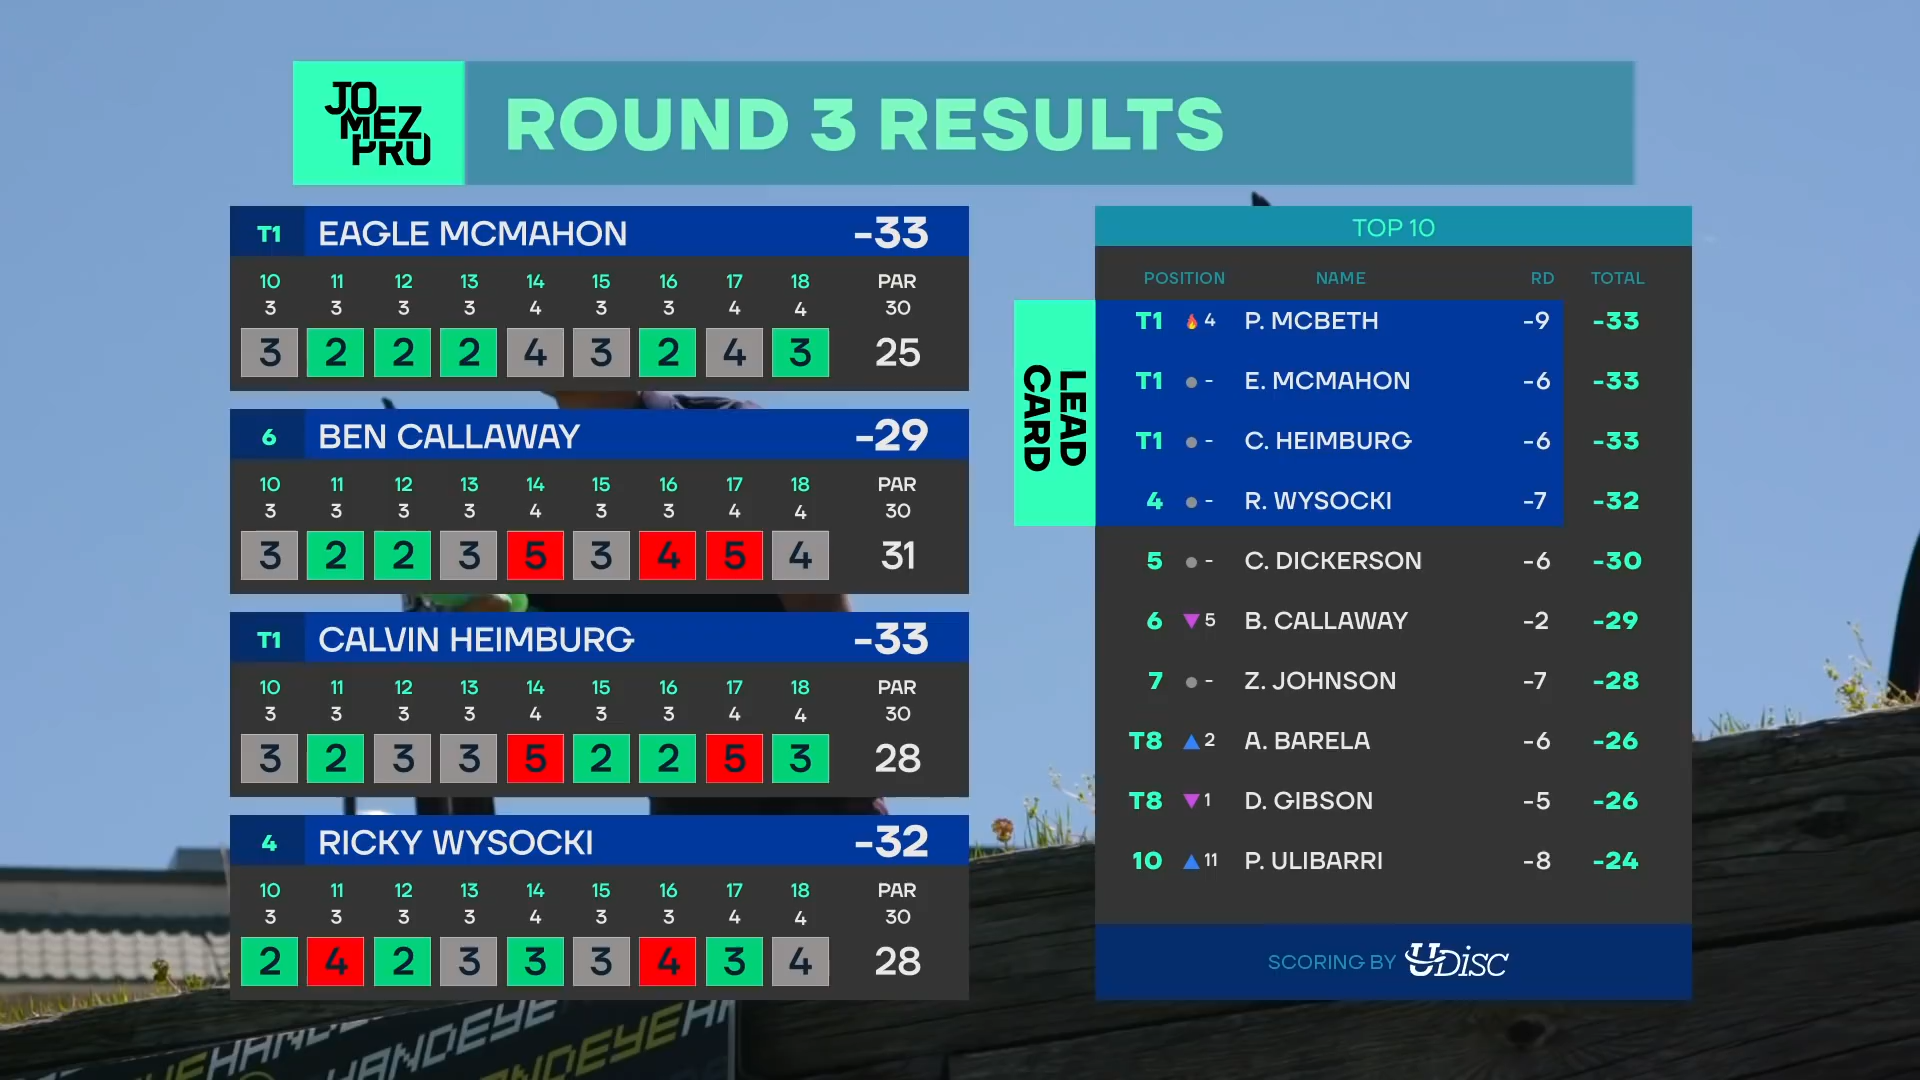 JO
MEZ
PRO
ROUND 3 RESULTS
T1 EAGLE MCMAHON -33
10 11 12 13 14 15 16 17 18 PAR
3 3 3 3 4 3 3 4 4 30
3 2 2 2 4 3 2 4 3 25
6 BEN CALLAWAY -29
10 11 12 13 14 15 16 17 18 PAR
3 3 3 3 4 3 3 4 4 30
3 2 2 3 5 3 4 5 4 31
T1 CALVIN HEIMBURG -33
10 11 12 13 14 15 16 17 18 PAR
3 3 3 3 4 3 3 4 4 30
3 2 3 3 5 2 2 5 3 28
4 RICKY WYSOCKI -32
10 11 12 13 14 15 16 17 18 PAR
3 3 3 3 4 3 3 4 4 30
2 4 2 3 3 3 4 3 4 28
TOP 10
POSITION NAME RD TOTAL
LEAD
CARD
T1 4 P. MCBETH -9 -33
T1 - E. MCMAHON -6 -33
T1 - C. HEIMBURG -6 -33
4 - R. WYSOCKI -7 -32
5 - C. DICKERSON -6 -30
6 5 B. CALLAWAY -2 -29
7 - Z. JOHNSON -7 -28
T8 2 A. BARELA -6 -26
T8 1 D. GIBSON -5 -26
10 11 P. ULIBARRI -8 -24
SCORING BY UDisc
HANDEYE
HANDEYE